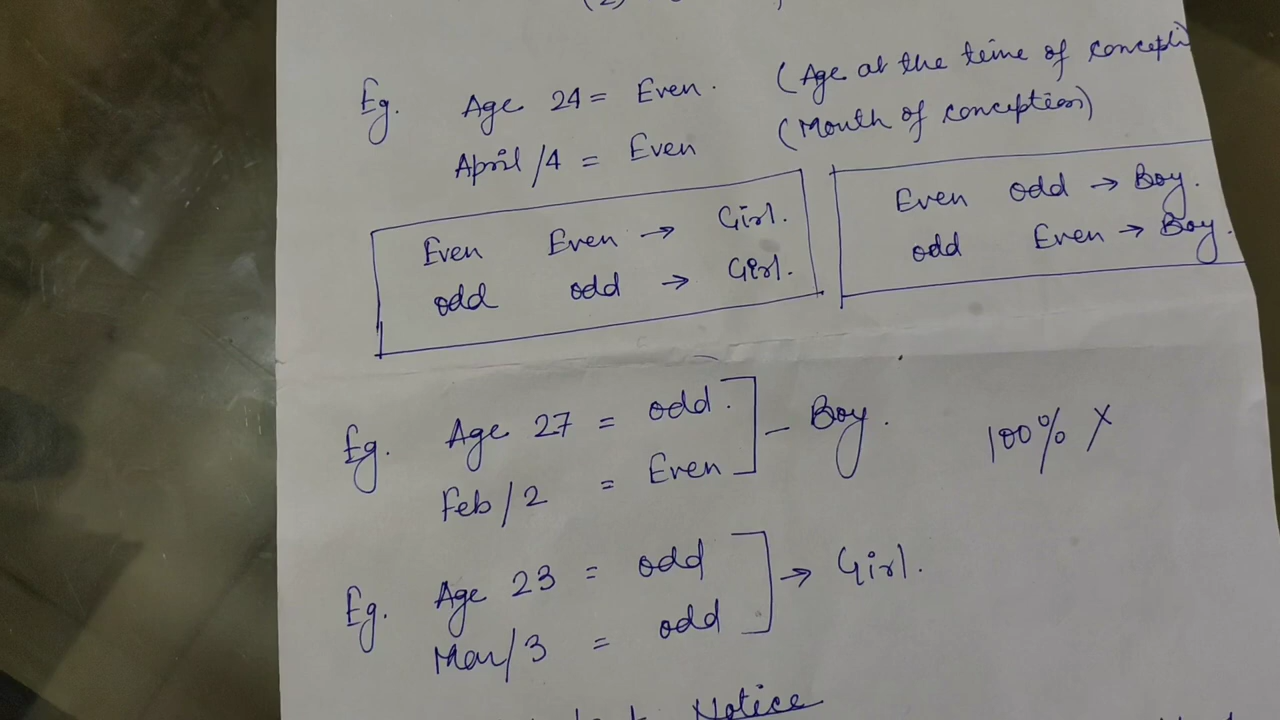 Eg. Age 24 = Even. (Age at the time of concepti
April /4 = Even (Month of conception)
Even Even → Girl.
odd odd → Girl.
Even odd → Boy.
odd Even → Boy.
Eg. Age 27 = odd. - Boy. 100% X
Feb/2 = Even
Eg. Age 23 = odd → Girl.
Mar/3 = odd
Notice